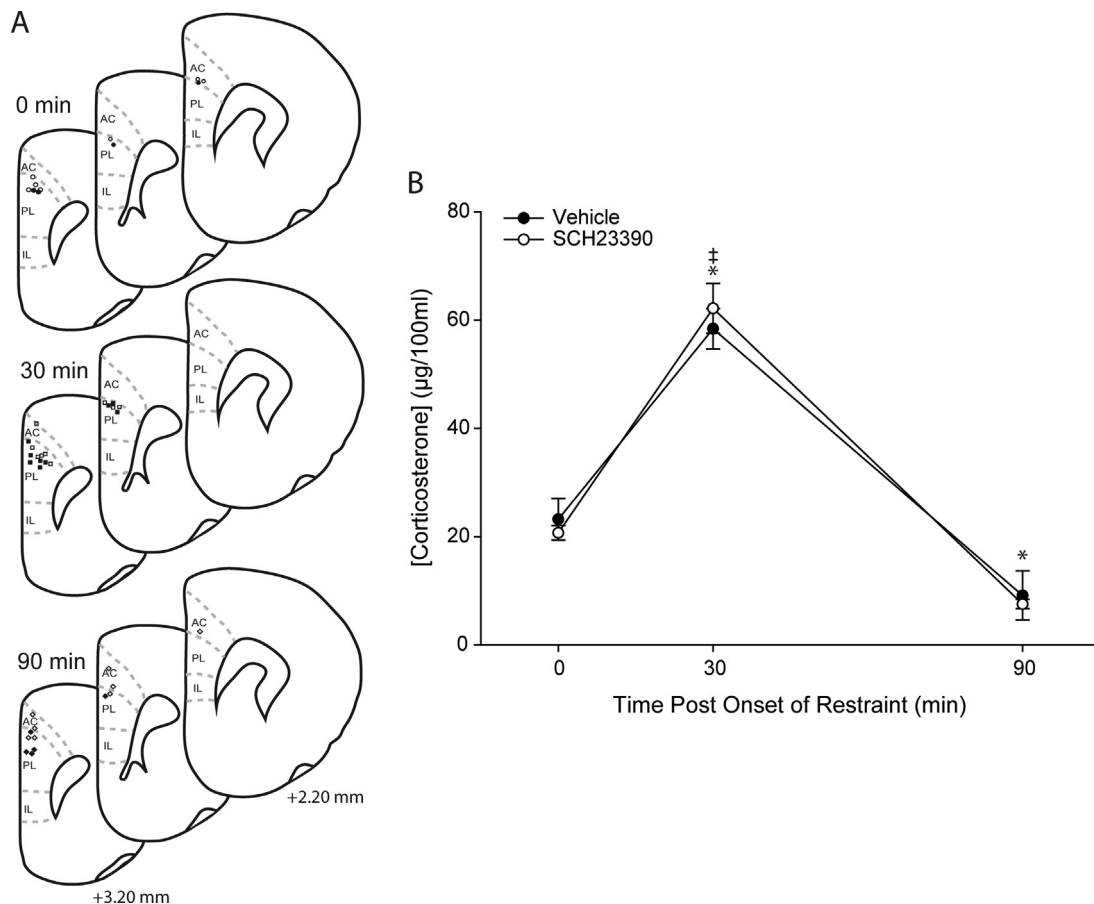 A
0 min
AC
PL
IL
AC
PL
IL
AC
PL
IL
30 min
AC
PL
IL
AC
PL
IL
AC
PL
IL
90 min
AC
PL
IL
AC
PL
IL
AC
PL
IL
+2.20 mm
+3.20 mm
B
Vehicle
SCH23390
80
60
40
20
0
[Corticosterone] (µg/100ml)
‡
*
*
0 30 90
Time Post Onset of Restraint (min)